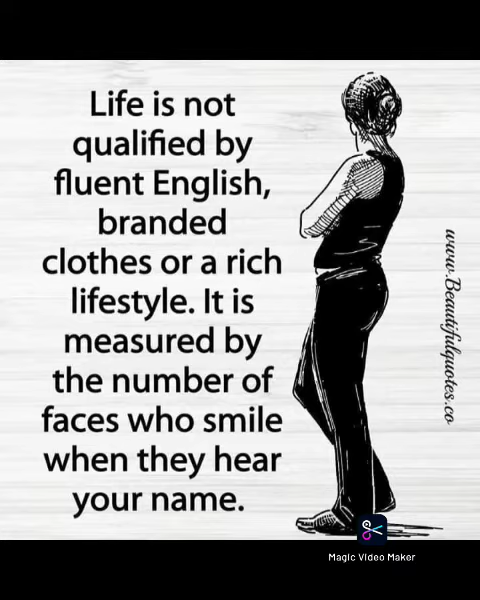 Life is not
qualified by
fluent English,
branded
clothes or a rich
lifestyle. It is
measured by
the number of
faces who smile
when they hear
your name.
www.Beautifulquotes.co
Magic Video Maker